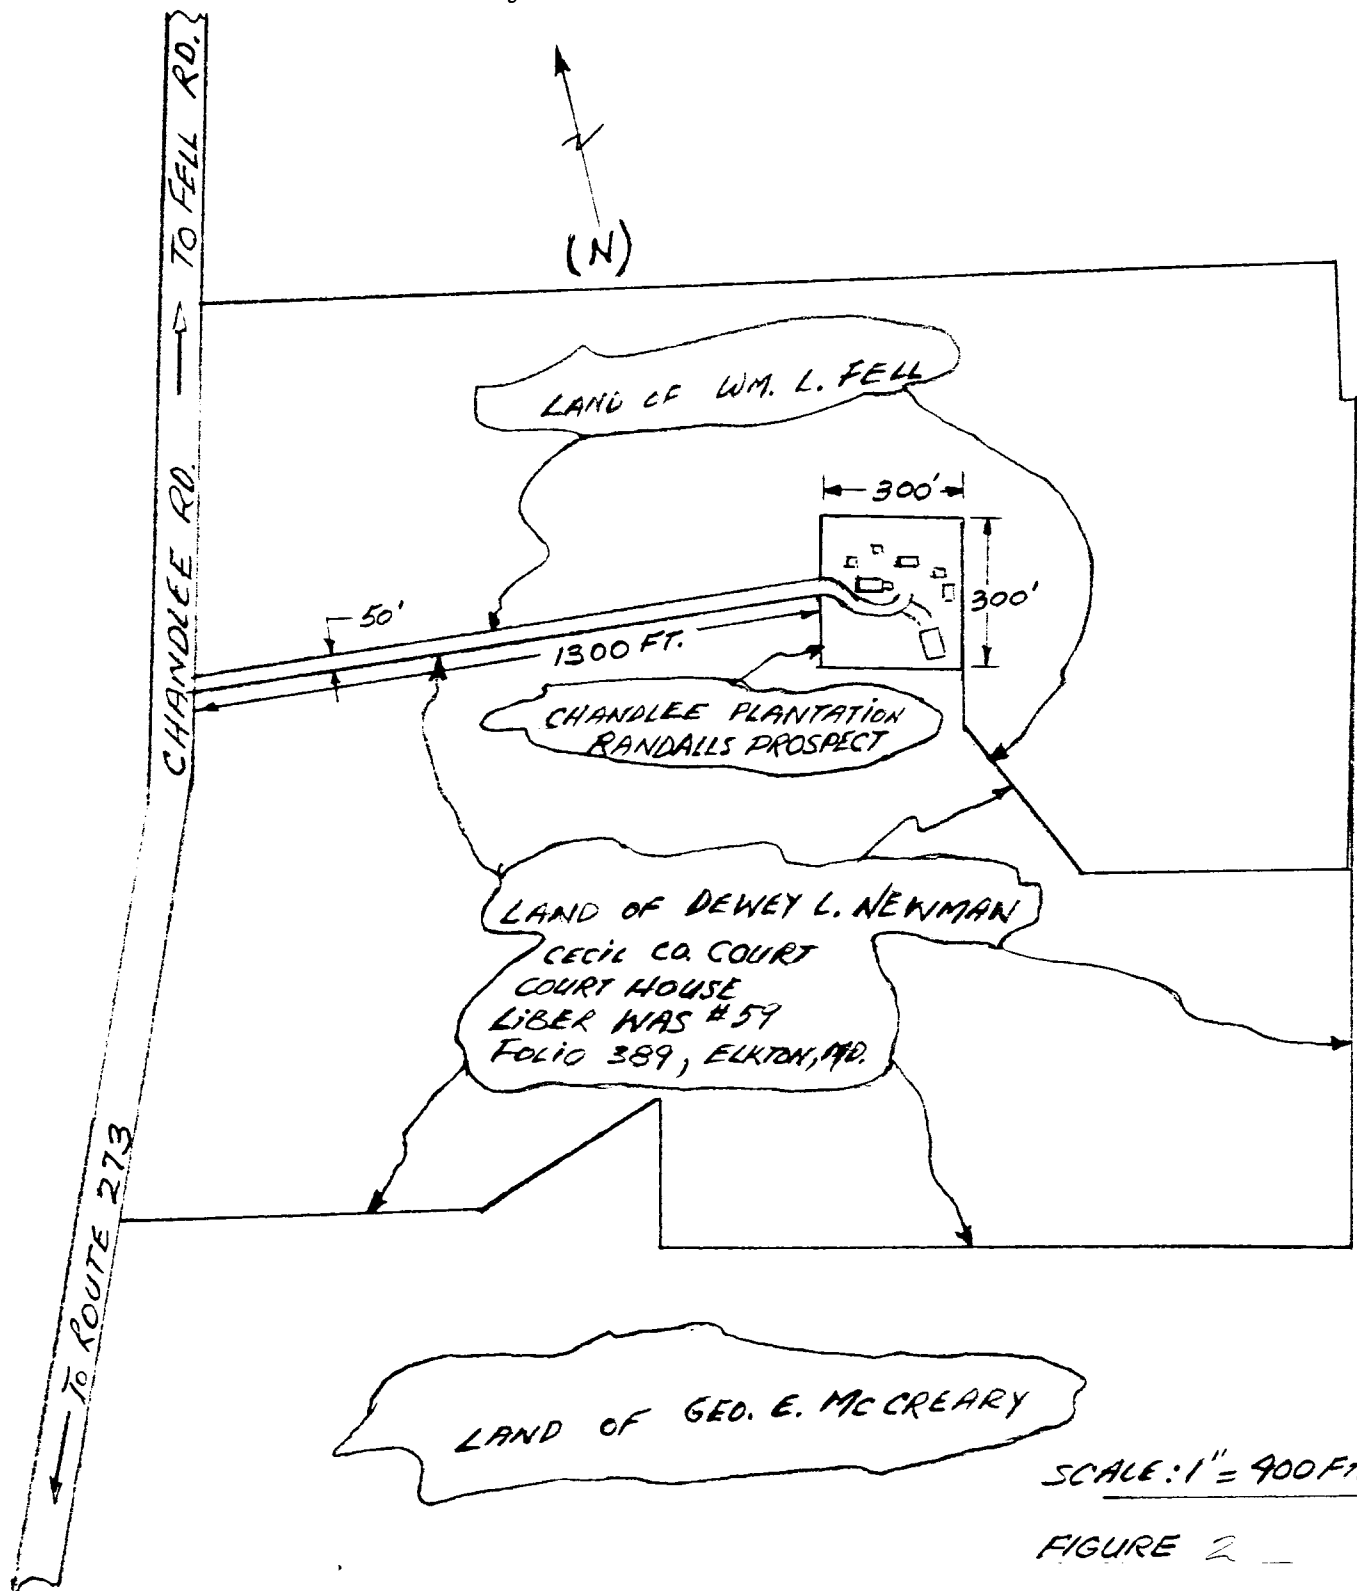 TO FELL RD.
CHANDLEE RD.
TO ROUTE 273
N
(N)
LAND OF WM. L. FELL
300'
300'
50'
1300 FT.
CHANDLEE PLANTATION
RANDALLS PROSPECT
LAND OF DEWEY L. NEWMAN
CECIL CO. COURT
COURT HOUSE
LIBER WAS #59
FOLIO 389, ELKTON, MD.
LAND OF GEO. E. MCCREARY
SCALE: 1" = 400 FT
FIGURE 2